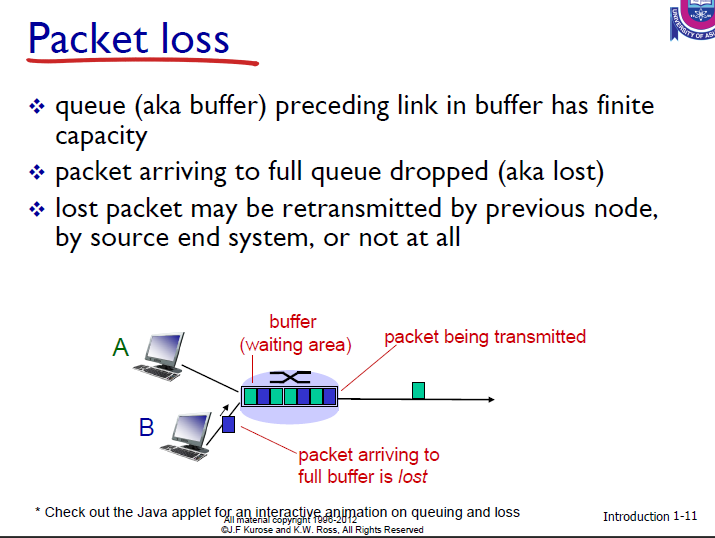 Packet loss
queue (aka buffer) preceding link in buffer has finite
capacity
packet arriving to full queue dropped (aka lost)
lost packet may be retransmitted by previous node,
by source end system, or not at all
buffer
(waiting area)
packet being transmitted
A
B
packet arriving to
full buffer is lost
* Check out the Java applet for an interactive animation on queuing and loss
All material copyright 1996-2012
©J.F Kurose and K.W. Ross, All Rights Reserved
Introduction 1-11
UNIVERSITY OF